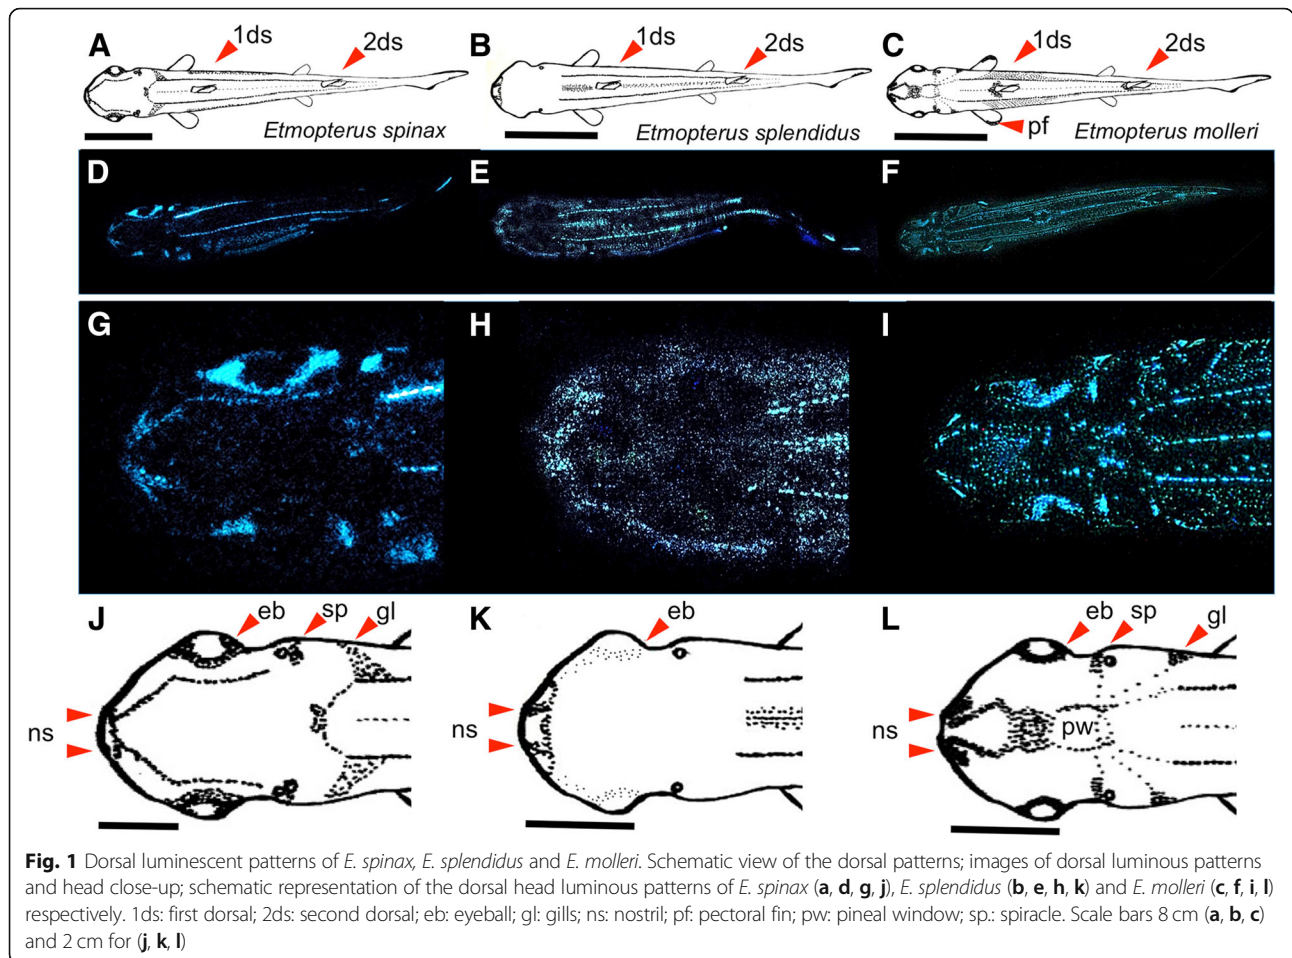 A
1ds
2ds
Etmopterus spinax
B
1ds
2ds
Etmopterus splendidus
C
1ds
2ds
pf
Etmopterus molleri
D
E
F
G
H
I
J
eb
sp
gl
ns
K
eb
ns
L
eb
sp
gl
ns
pw
Fig. 1 Dorsal luminescent patterns of E. spinax, E. splendidus and E. molleri. Schematic view of the dorsal patterns; images of dorsal luminous patterns
and head close-up; schematic representation of the dorsal head luminous patterns of E. spinax (a, d, g, j), E. splendidus (b, e, h, k) and E. molleri (c, f, i, l)
respectively. 1ds: first dorsal; 2ds: second dorsal; eb: eyeball; gl: gills; ns: nostril; pf: pectoral fin; pw: pineal window; sp.: spiracle. Scale bars 8 cm (a, b, c)
and 2 cm for (j, k, l)